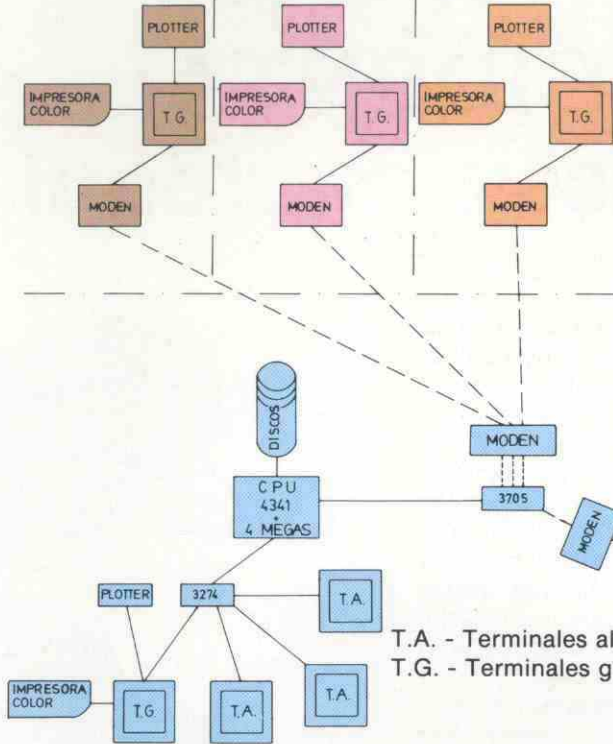 PLOTTER
PLOTTER
PLOTTER
IMPRESORA
COLOR
T.G.
IMPRESORA
COLOR
T.G.
IMPRESORA
COLOR
T.G.
MODEN
MODEN
MODEN
DISCOS
MODEN
CPU
4341
+
4 MEGAS
3705
MODEN
PLOTTER
3274
T.A.
T.A. - Terminales
T.G. - Terminales
IMPRESORA
COLOR
T.G.
T.A.
T.A.